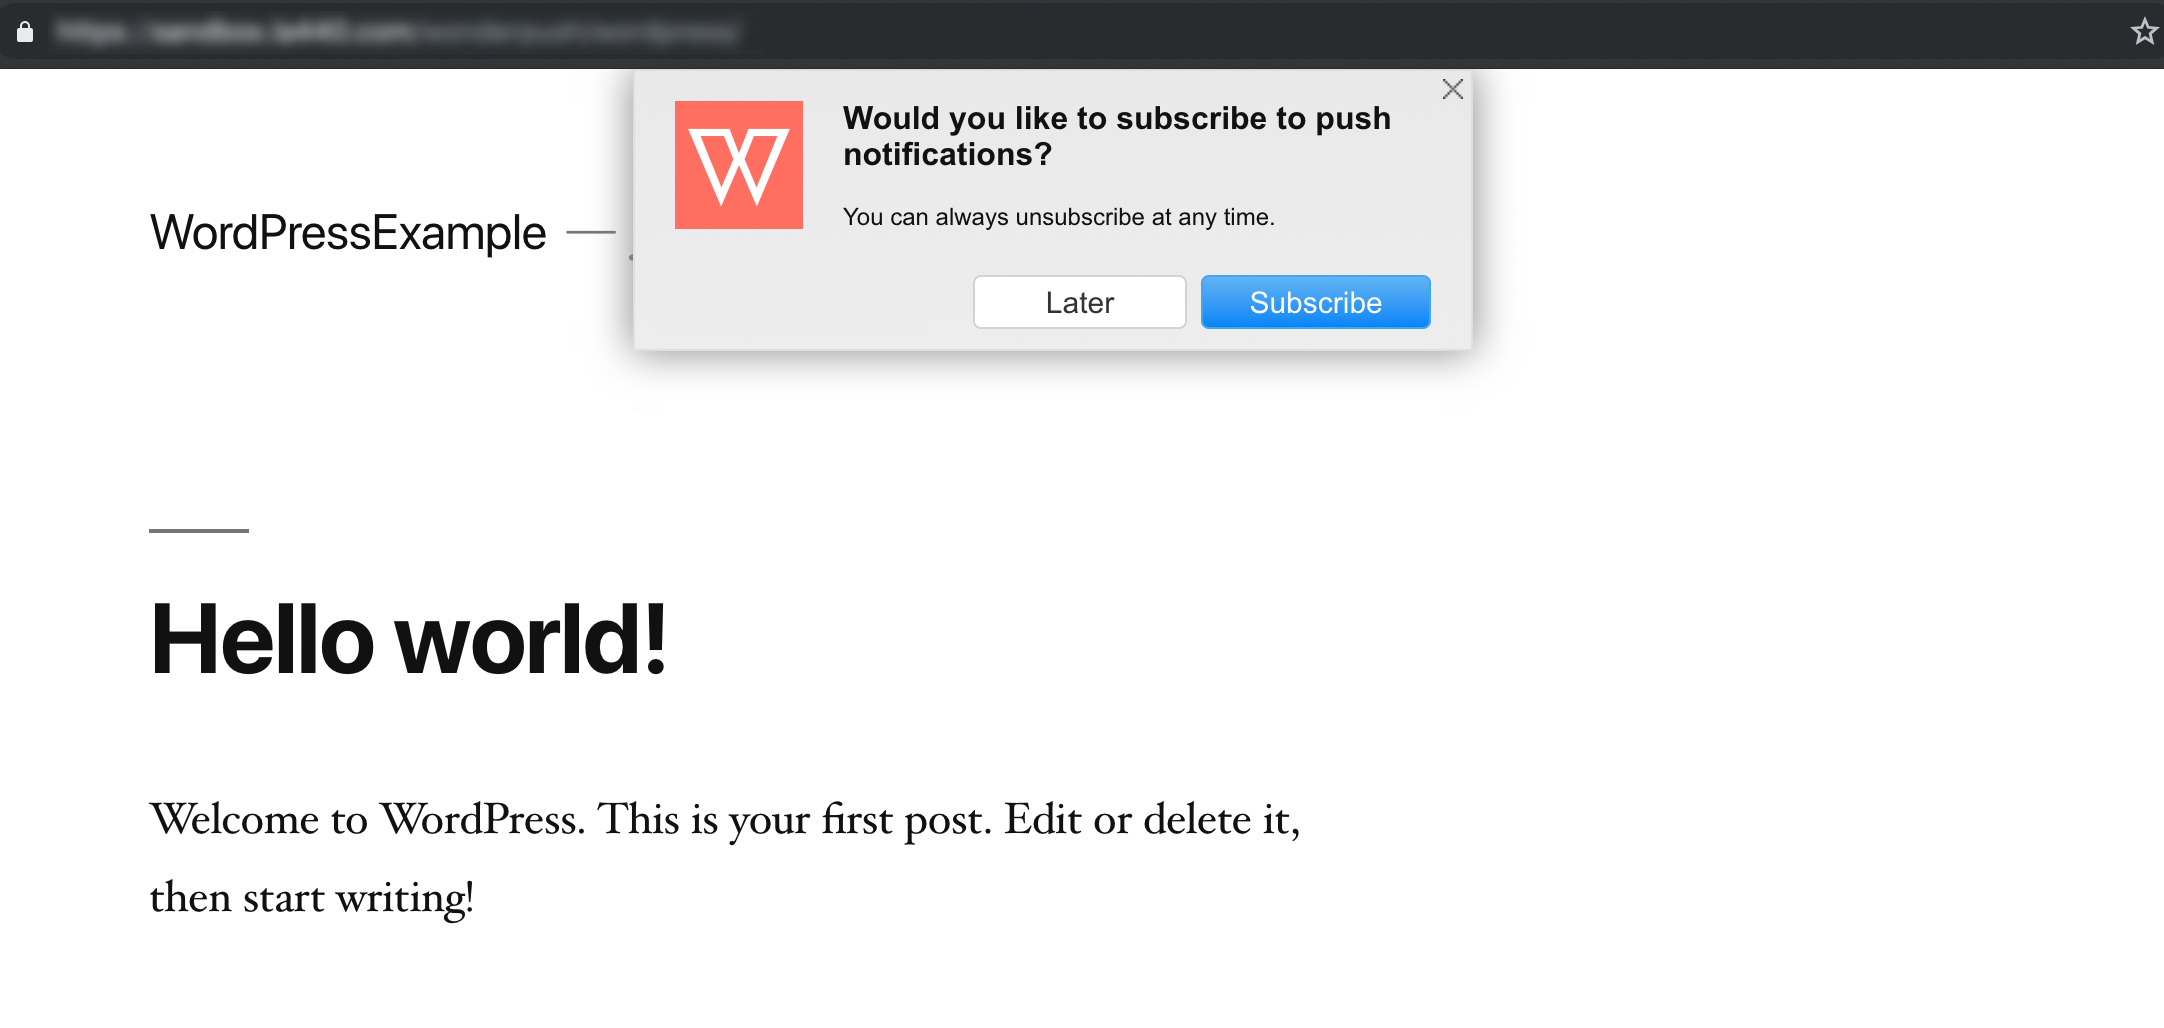 Would you like to subscribe to push
notifications?
You can always unsubscribe at any time.
Later
Subscribe
WordPressExample —
Hello world!
Welcome to WordPress. This is your first post. Edit or delete it,
then start writing!